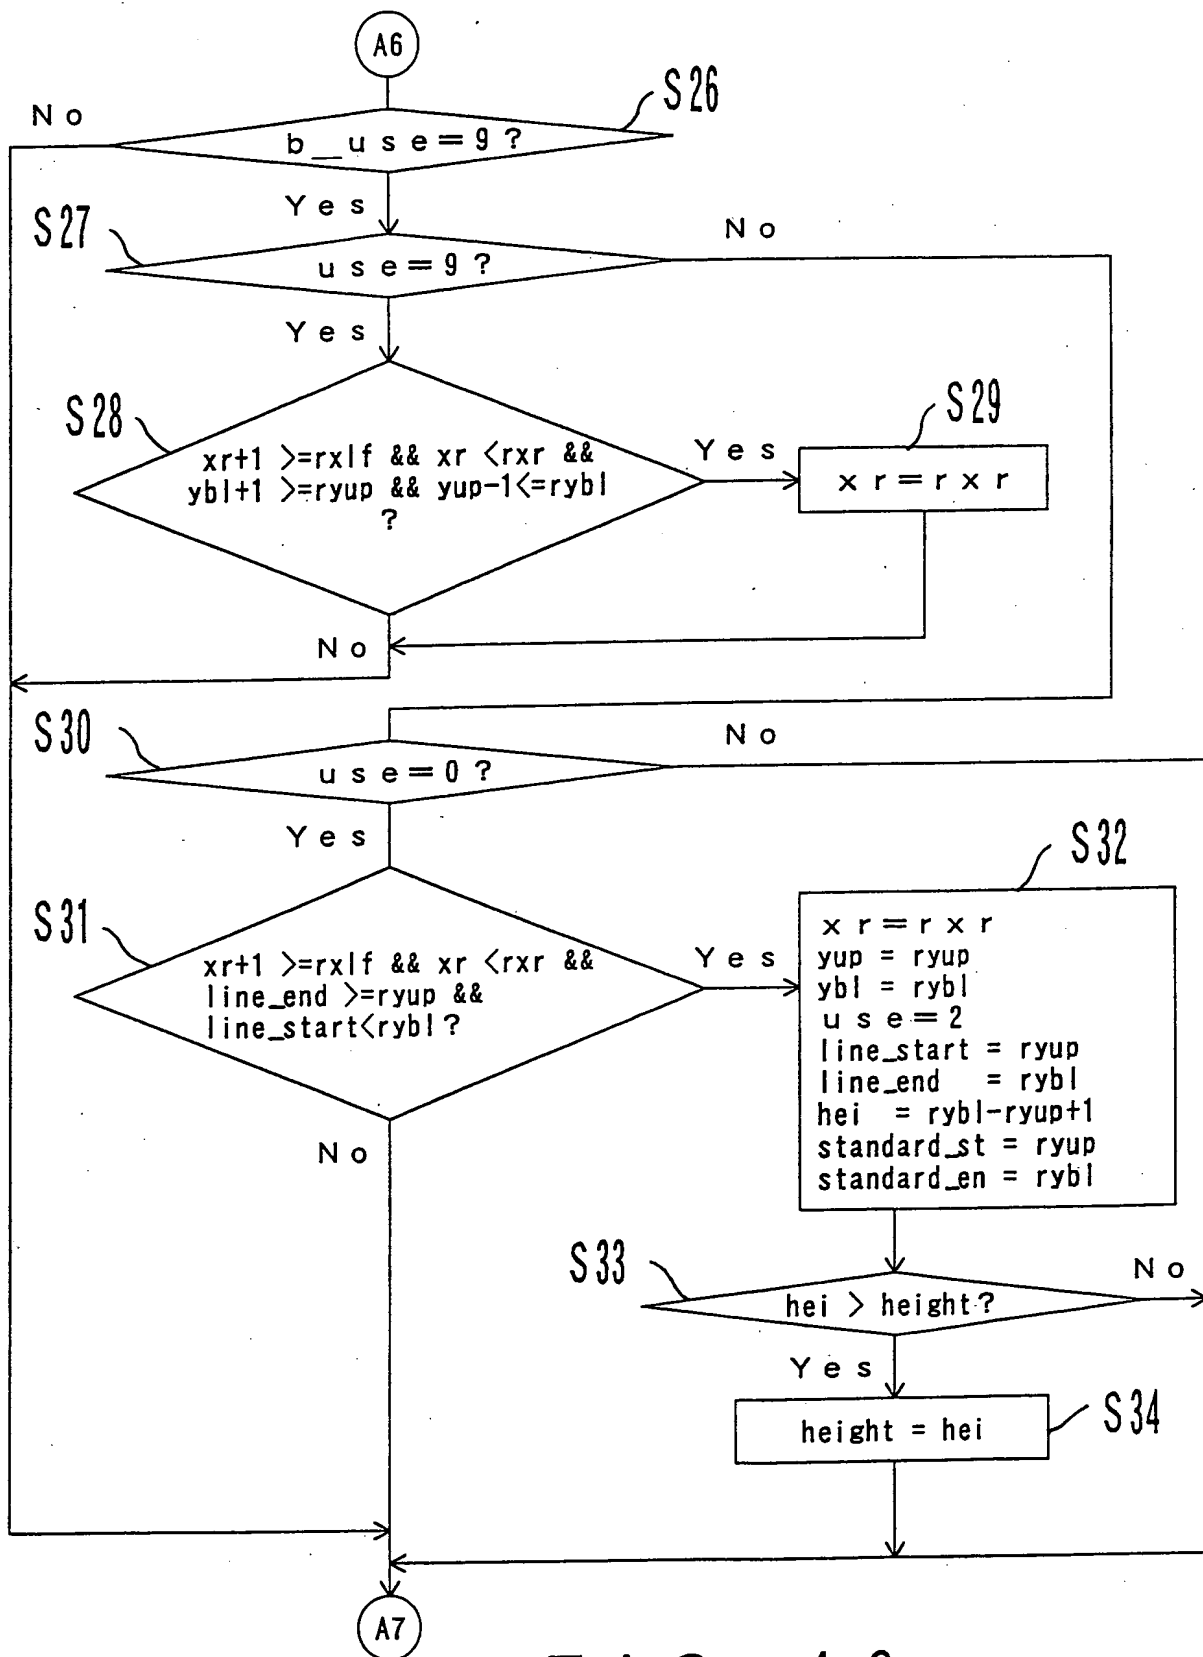 A6
S26
No
b_use=9?
Yes
S27
No
use=9?
Yes
S28
S29
xr+1 >=rxlf && xr <rxr &&
ybl+1 >=ryup && yup-1<=rybl
?
Yes
xr=rxr
No
S30
No
use=0?
Yes
S32
S31
xr+1 >=rxlf && xr <rxr &&
line_end >=ryup &&
line_start<rybl?
Yes
xr=rxr
yup = ryup
ybl = rybl
use=2
line_start = ryup
line_end = rybl
hei = rybl-ryup+1
standard_st = ryup
standard_en = rybl
No
S33
No
hei > height?
Yes
S34
height = hei
A7